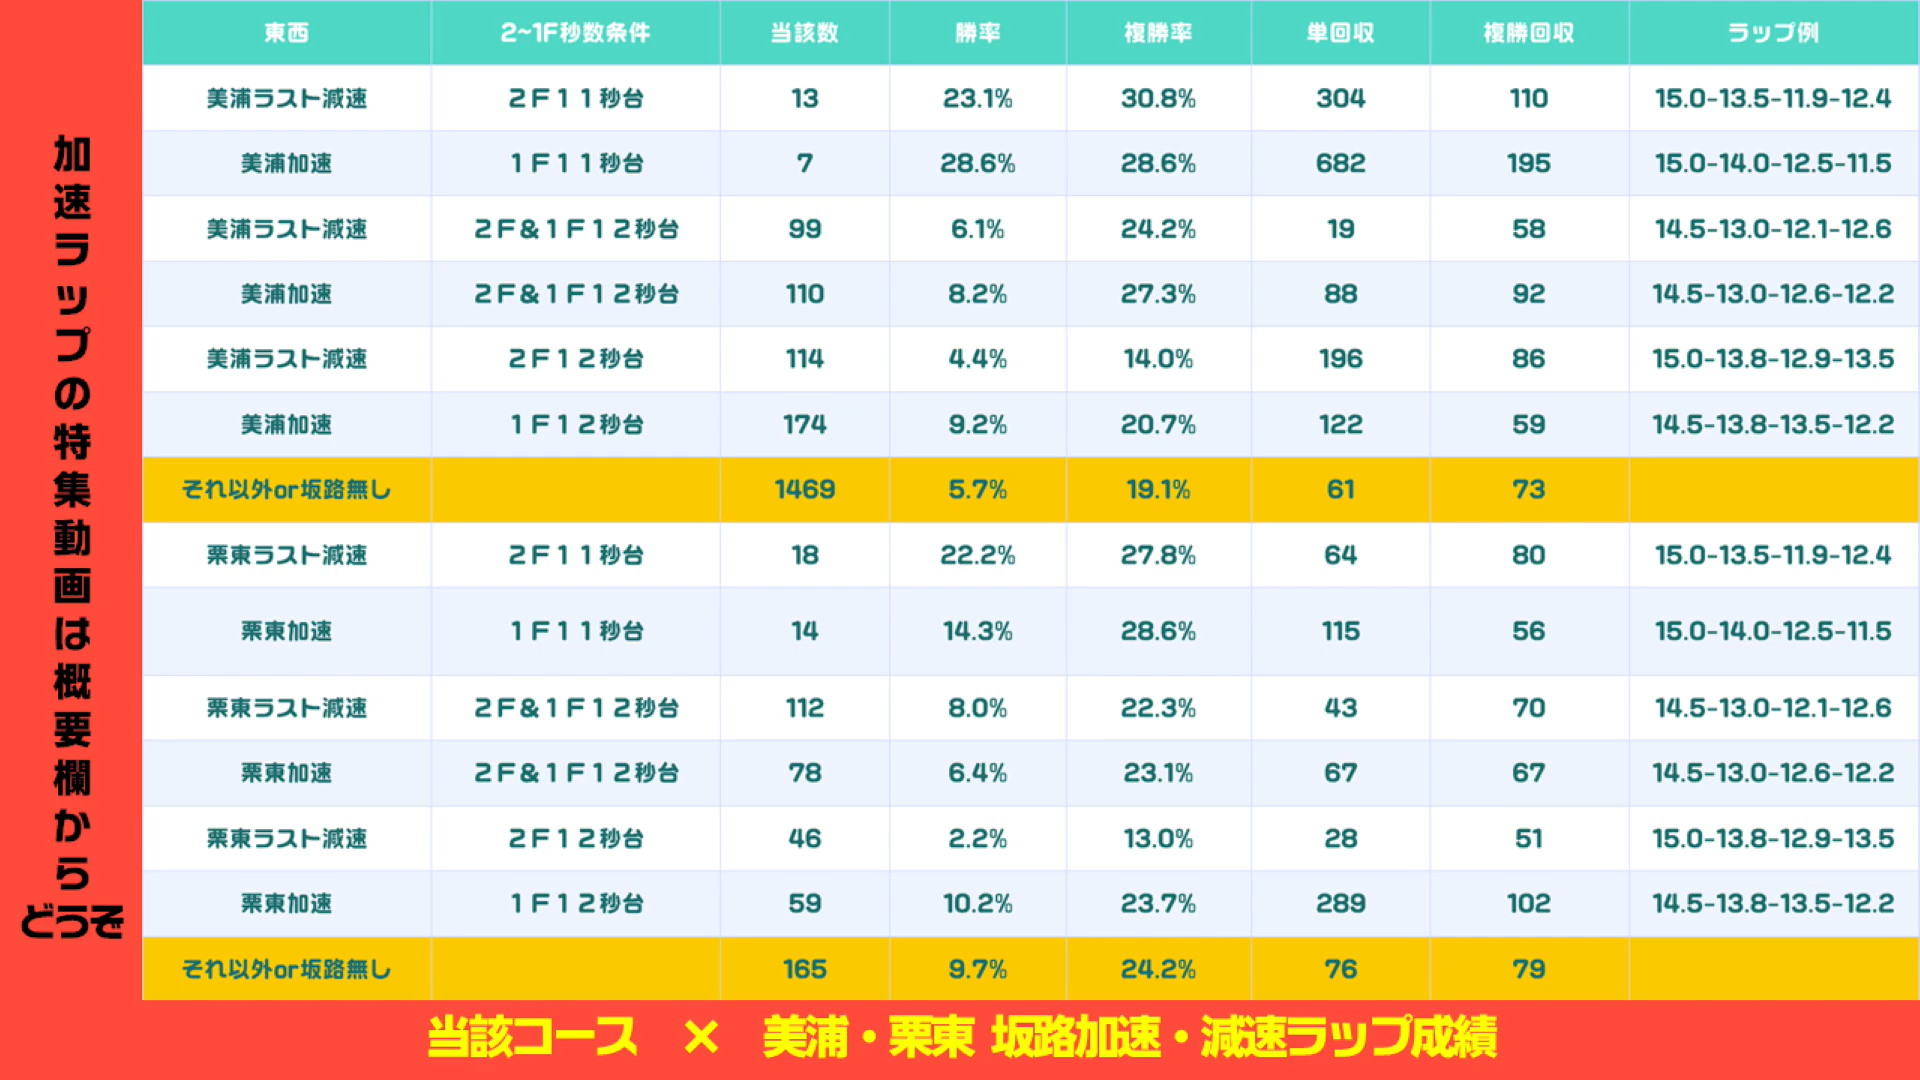 加速ラップの特集動画は概要欄から
どうぞ
東西 2~1F秒数条件 当該数 勝率 複勝率 単回収 複勝回収 ラップ例
美浦ラスト減速 2F11秒台 13 23.1% 30.8% 304 110 15.0-13.5-11.9-12.4
美浦加速 1F11秒台 7 28.6% 28.6% 682 195 15.0-14.0-12.5-11.5
美浦ラスト減速 2F&1F12秒台 99 6.1% 24.2% 19 58 14.5-13.0-12.1-12.6
美浦加速 2F&1F12秒台 110 8.2% 27.3% 88 92 14.5-13.0-12.6-12.2
美浦ラスト減速 2F12秒台 114 4.4% 14.0% 196 86 15.0-13.8-12.9-13.5
美浦加速 1F12秒台 174 9.2% 20.7% 122 59 14.5-13.8-13.5-12.2
それ以外or坂路無し 1469 5.7% 19.1% 61 73
栗東ラスト減速 2F11秒台 18 22.2% 27.8% 64 80 15.0-13.5-11.9-12.4
栗東加速 1F11秒台 14 14.3% 28.6% 115 56 15.0-14.0-12.5-11.5
栗東ラスト減速 2F&1F12秒台 112 8.0% 22.3% 43 70 14.5-13.0-12.1-12.6
栗東加速 2F&1F12秒台 78 6.4% 23.1% 67 67 14.5-13.0-12.6-12.2
栗東ラスト減速 2F12秒台 46 2.2% 13.0% 28 51 15.0-13.8-12.9-13.5
栗東加速 1F12秒台 59 10.2% 23.7% 289 102 14.5-13.8-13.5-12.2
それ以外or坂路無し 165 9.7% 24.2% 76 79
当該コース × 美浦・栗東 坂路加速・減速ラップ成績